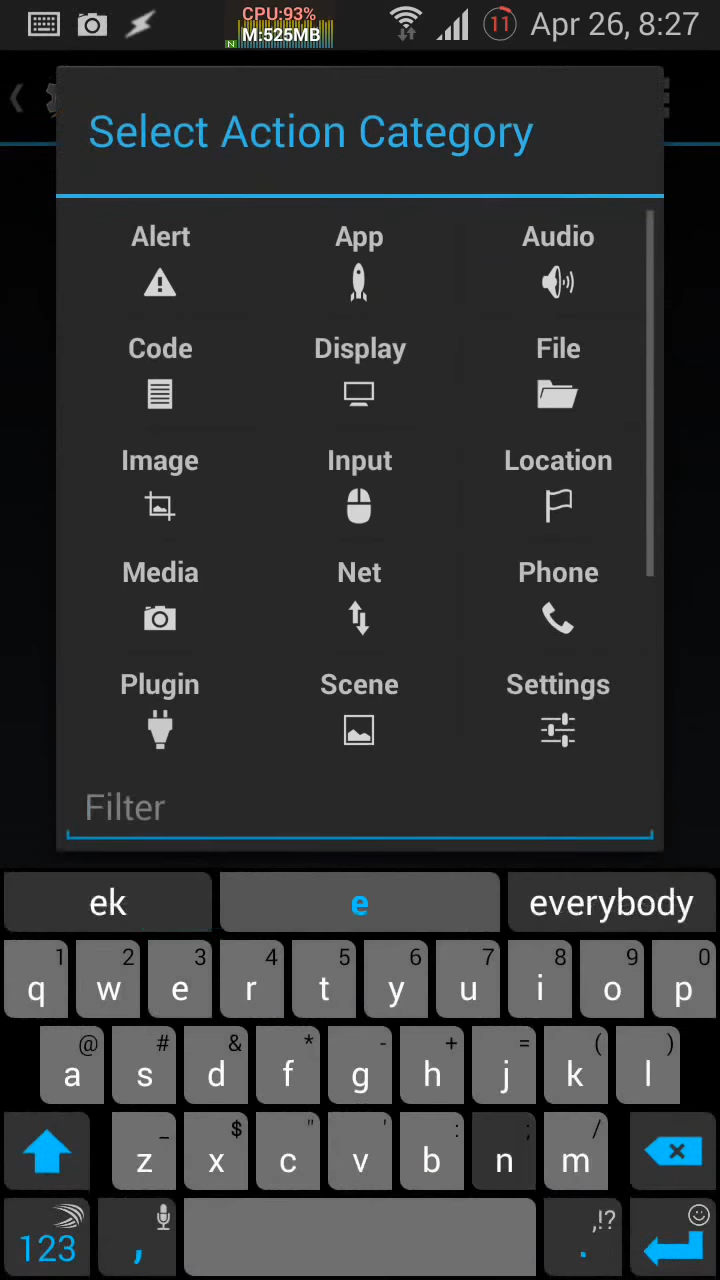 CPU:93%
M:525MB
N
11
Apr 26, 8:27
Select Action Category
Alert App Audio
Code Display File
Image Input Location
Media Net Phone
Plugin Scene Settings
Filter
ek e everybody
1 2 3 4 5 6 7 8 9 0
q w e r t y u i o p
@ # & * - + = ( )
a s d f g h j k l
_ $ " ' : ; /
z x c v b n m
,!?
123 , .